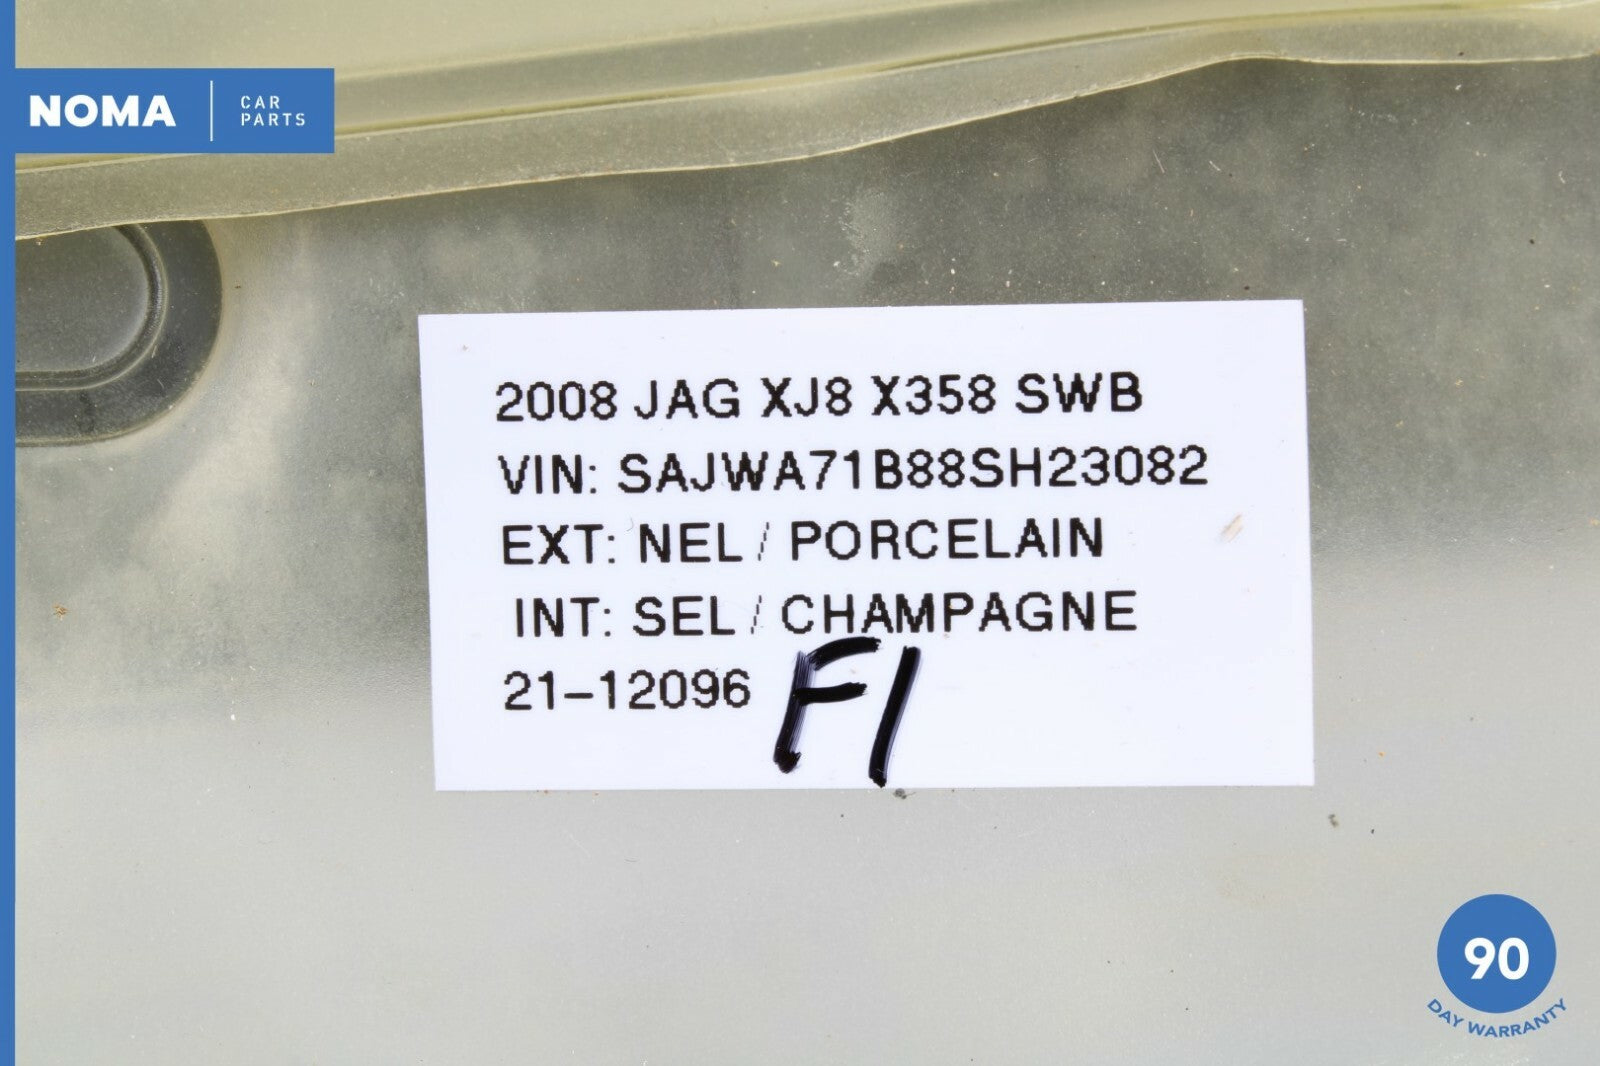 NOMA
CAR
PARTS
2008 JAG XJ8 X358 SWB
VIN: SAJWA71B88SH23082
EXT: NEL / PORCELAIN
INT: SEL / CHAMPAGNE
21-12096 F1
90
DAY WARRANTY